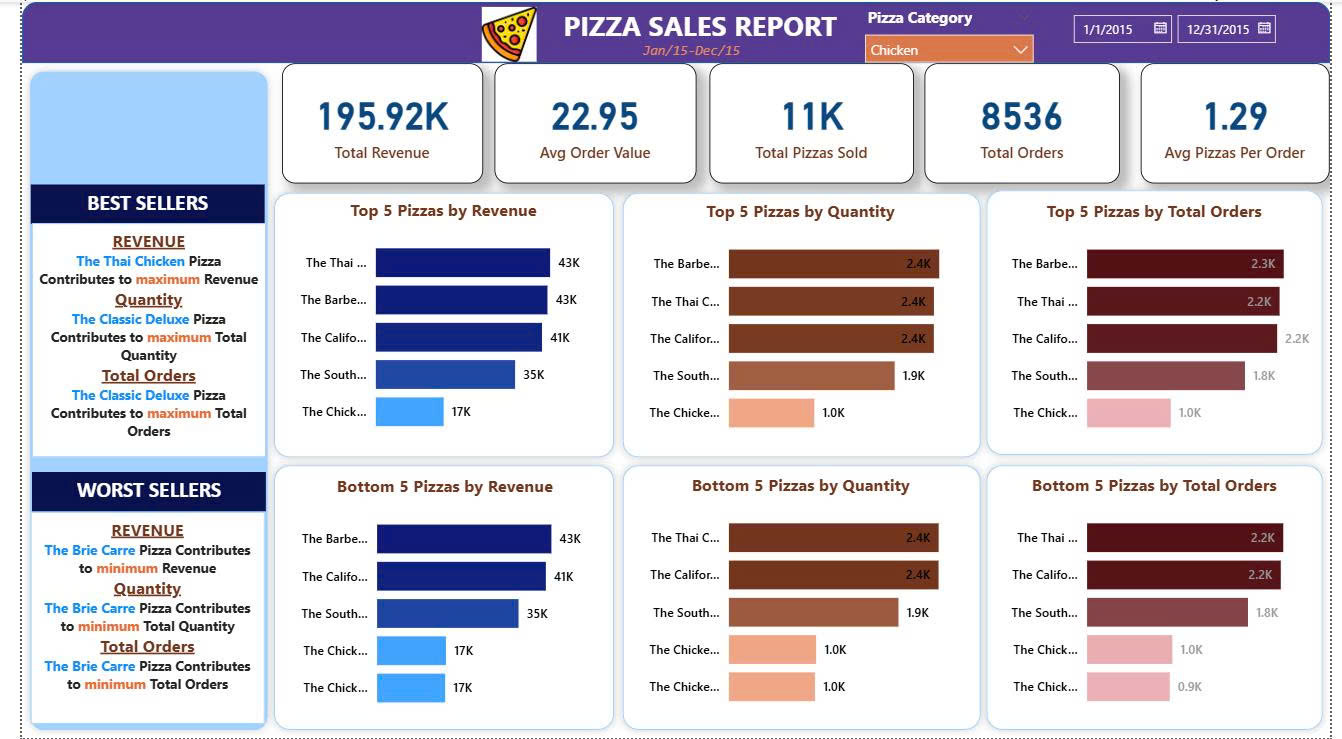 PIZZA SALES REPORT
Jan/15-Dec/15
Pizza Category
Chicken
1/1/2015
12/31/2015
195.92K
Total Revenue
22.95
Avg Order Value
11K
Total Pizzas Sold
8536
Total Orders
1.29
Avg Pizzas Per Order
BEST SELLERS
REVENUE
The Thai Chicken Pizza
Contributes to maximum Revenue
Quantity
The Classic Deluxe Pizza
Contributes to maximum Total
Quantity
Total Orders
The Classic Deluxe Pizza
Contributes to maximum Total
Orders
Top 5 Pizzas by Revenue
The Thai ... 43K
The Barbe... 43K
The Califo... 41K
The South... 35K
The Chick... 17K
Top 5 Pizzas by Quantity
The Barbe... 2.4K
The Thai C... 2.4K
The Califor... 2.4K
The South... 1.9K
The Chicke... 1.0K
Top 5 Pizzas by Total Orders
The Barbe... 2.3K
The Thai ... 2.2K
The Califo... 2.2K
The South... 1.8K
The Chick... 1.0K
WORST SELLERS
REVENUE
The Brie Carre Pizza Contributes
to minimum Revenue
Quantity
The Brie Carre Pizza Contributes
to minimum Total Quantity
Total Orders
The Brie Carre Pizza Contributes
to minimum Total Orders
Bottom 5 Pizzas by Revenue
The Barbe... 43K
The Califo... 41K
The South... 35K
The Chick... 17K
The Chick... 17K
Bottom 5 Pizzas by Quantity
The Thai C... 2.4K
The Califor... 2.4K
The South... 1.9K
The Chicke... 1.0K
The Chicke... 1.0K
Bottom 5 Pizzas by Total Orders
The Thai ... 2.2K
The Califo... 2.2K
The South... 1.8K
The Chick... 1.0K
The Chick... 0.9K